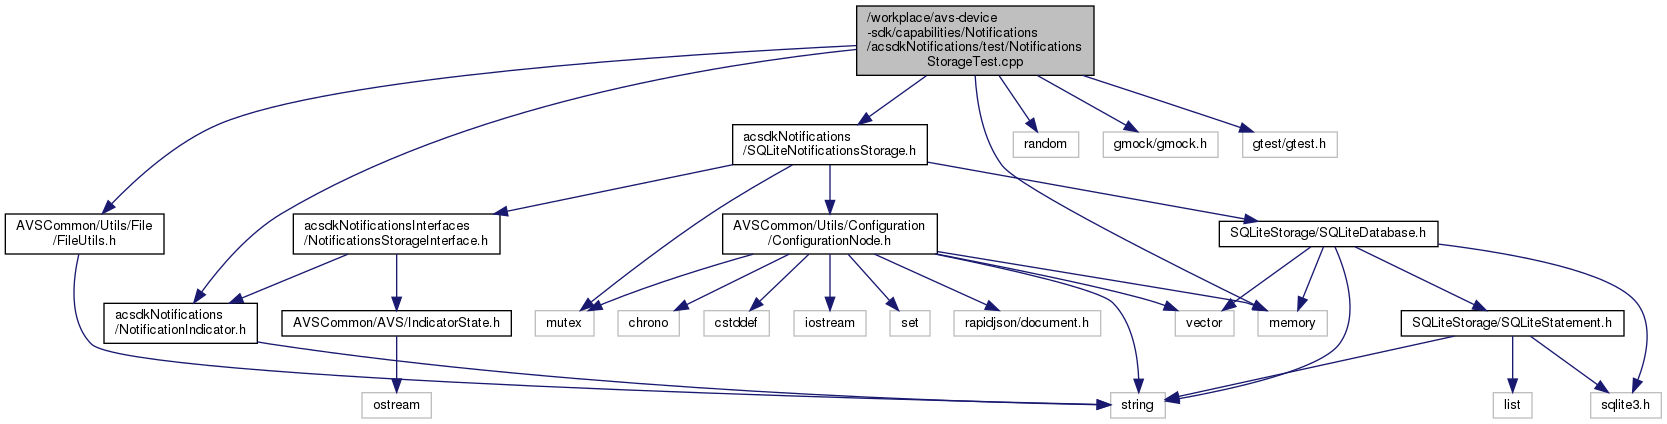 /workplace/avs-device
-sdk/capabilities/Notifications
/acsdkNotifications/test/Notifications
StorageTest.cpp
acsdkNotifications
/SQLiteNotificationsStorage.h
random
gmock/gmock.h
gtest/gtest.h
AVSCommon/Utils/File
/FileUtils.h
acsdkNotificationsInterfaces
/NotificationsStorageInterface.h
AVSCommon/Utils/Configuration
/ConfigurationNode.h
SQLiteStorage/SQLiteDatabase.h
acsdkNotifications
/NotificationIndicator.h
AVSCommon/AVS/IndicatorState.h
mutex
chrono
cstddef
iostream
set
rapidjson/document.h
vector
memory
SQLiteStorage/SQLiteStatement.h
ostream
string
list
sqlite3.h